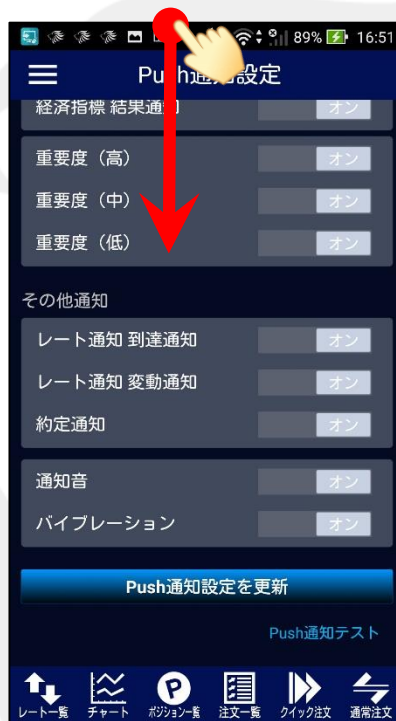 89% 16:51
Push通知設定
経済指標 結果通知 オン
重要度（高） オン
重要度（中） オン
重要度（低） オン
その他通知
レート通知 到達通知 オン
レート通知 変動通知 オン
約定通知 オン
通知音 オン
バイブレーション オン
Push通知設定を更新
Push通知テスト
レート一覧 チャート ポジション一覧 注文一覧 クイック注文 通常注文